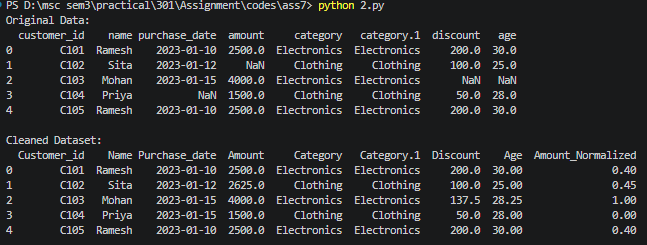 PS D:\msc sem3\practical\301\Assignment\codes\ass7> python 2.py
Original Data:
customer_id name purchase_date amount category category.1 discount age
0 C101 Ramesh 2023-01-10 2500.0 Electronics Electronics 200.0 30.0
1 C102 Sita 2023-01-12 NaN Clothing Clothing 100.0 25.0
2 C103 Mohan 2023-01-15 4000.0 Electronics Electronics NaN NaN
3 C104 Priya NaN 1500.0 Clothing Clothing 50.0 28.0
4 C105 Ramesh 2023-01-10 2500.0 Electronics Electronics 200.0 30.0
Cleaned Dataset:
Customer_id Name Purchase_date Amount Category Category.1 Discount Age Amount_Normalized
0 C101 Ramesh 2023-01-10 2500.0 Electronics Electronics 200.0 30.00 0.40
1 C102 Sita 2023-01-12 2625.0 Clothing Clothing 100.0 25.00 0.45
2 C103 Mohan 2023-01-15 4000.0 Electronics Electronics 137.5 28.25 1.00
3 C104 Priya 2023-01-15 1500.0 Clothing Clothing 50.0 28.00 0.00
4 C105 Ramesh 2023-01-10 2500.0 Electronics Electronics 200.0 30.00 0.40